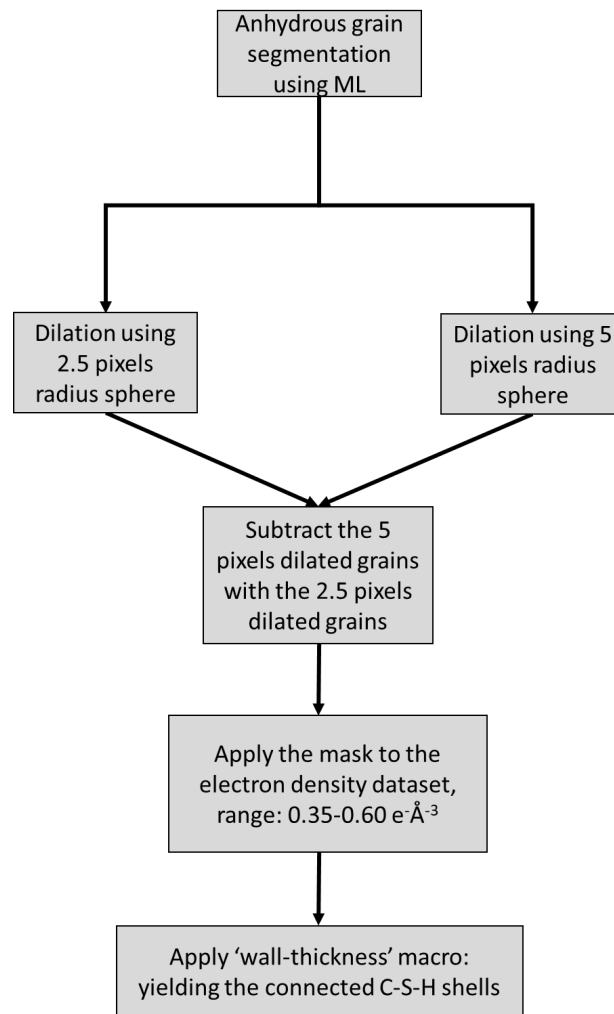 Anhydrous grain
segmentation
using ML
Dilation using
2.5 pixels
radius sphere
Dilation using 5
pixels radius
sphere
Subtract the 5
pixels dilated grains
with the 2.5 pixels
dilated grains
Apply the mask to the
electron density dataset,
range: 0.35-0.60 e⁻Å⁻³
Apply ‘wall-thickness’ macro:
yielding the connected C-S-H shells